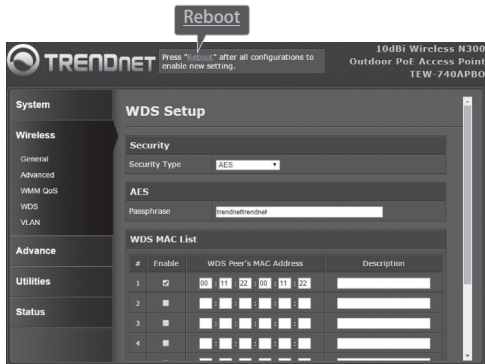 Reboot
TRENDnet
Press "Reboot" after all configurations to
enable new setting.
10dBi Wireless N300
Outdoor PoE Access Point
TEW-740APBO
System
Wireless
General
Advanced
WMM QoS
WDS
VLAN
Advance
Utilities
Status
WDS Setup
Security
Security Type AES
AES
Passphrase trendnettrendnet
WDS MAC List
# Enable WDS Peer's MAC Address Description
1 00 : 11 : 22 : 00 : 11 : 22
2 : : : : :
3 : : : : :
4 : : : : :